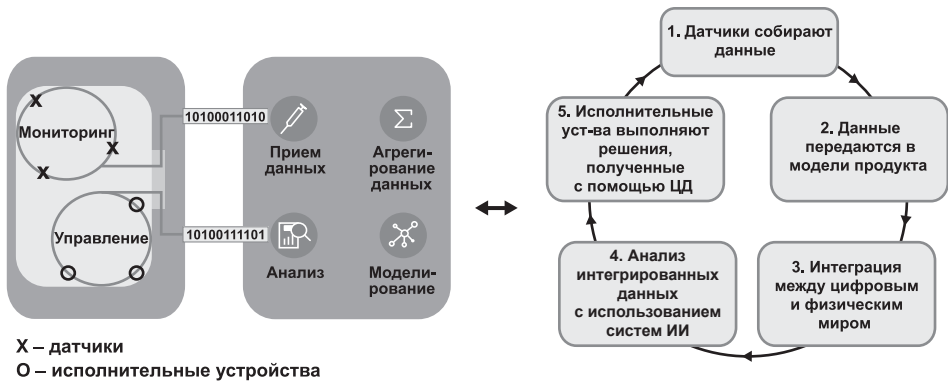 Мониторинг
Управление
10100011010
10100111101
Прием
данных
Агреги-
рование
данных
Анализ
Модели-
рование
X – датчики
O – исполнительные устройства
1. Датчики собирают
данные
2. Данные
передаются в
модели продукта
3. Интеграция
между цифровым
и физическим
миром
4. Анализ
интегрированных
данных
с использованием
систем ИИ
5. Исполнительные
уст-ва выполняют
решения,
полученные
с помощью ЦД